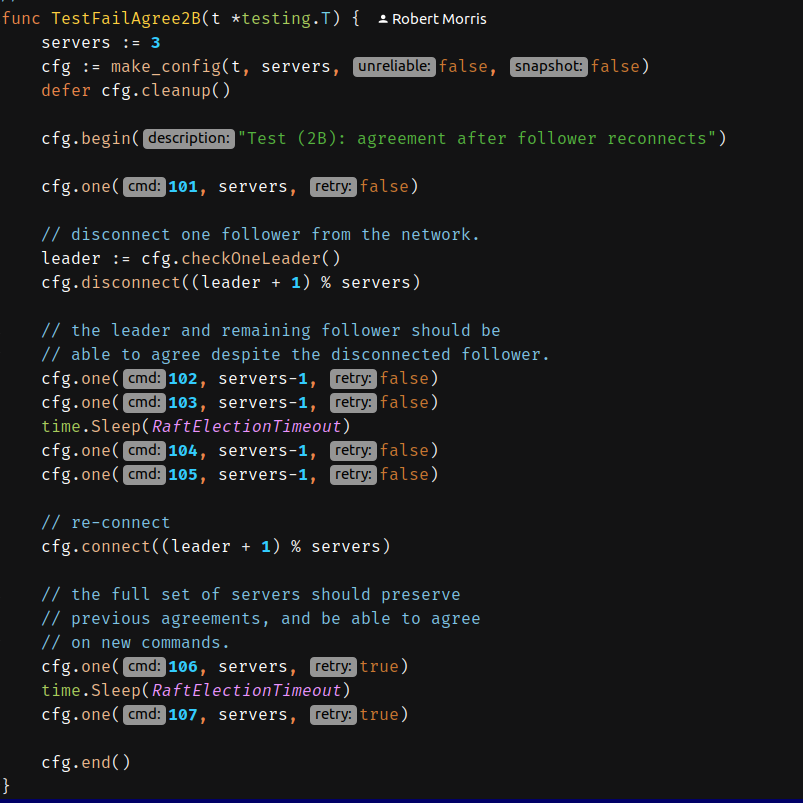 func TestFailAgree2B(t *testing.T) { Robert Morris
servers := 3
cfg := make_config(t, servers, unreliable: false, snapshot: false)
defer cfg.cleanup()
cfg.begin( description: "Test (2B): agreement after follower reconnects")
cfg.one( cmd: 101, servers, retry: false)
// disconnect one follower from the network.
leader := cfg.checkOneLeader()
cfg.disconnect((leader + 1) % servers)
// the leader and remaining follower should be
// able to agree despite the disconnected follower.
cfg.one( cmd: 102, servers-1, retry: false)
cfg.one( cmd: 103, servers-1, retry: false)
time.Sleep(RaftElectionTimeout)
cfg.one( cmd: 104, servers-1, retry: false)
cfg.one( cmd: 105, servers-1, retry: false)
// re-connect
cfg.connect((leader + 1) % servers)
// the full set of servers should preserve
// previous agreements, and be able to agree
// on new commands.
cfg.one( cmd: 106, servers, retry: true)
time.Sleep(RaftElectionTimeout)
cfg.one( cmd: 107, servers, retry: true)
cfg.end()
}